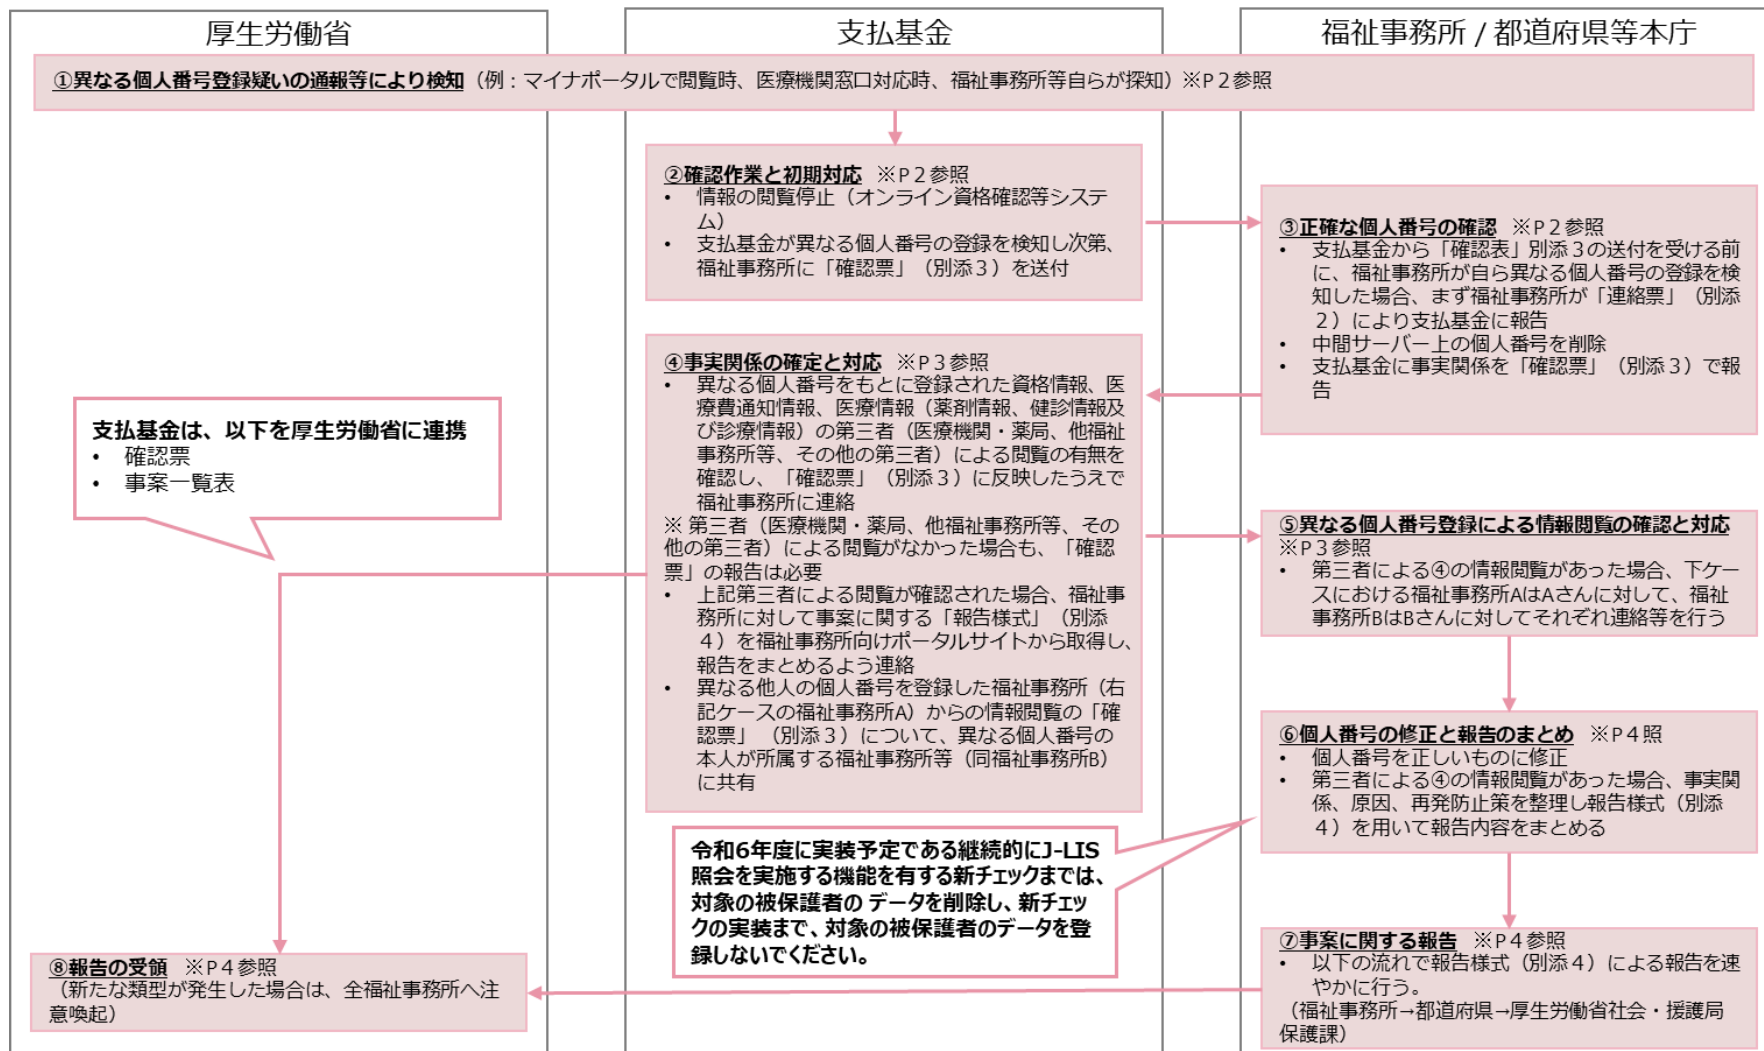 厚生労働省
支払基金
福祉事務所 / 都道府県等本庁
①異なる個人番号登録疑いの通報等により検知（例：マイナポータルで閲覧時、医療機関窓口対応時、福祉事務所等自らが探知）※P２参照
②確認作業と初期対応　※P２参照
• 情報の閲覧停止（オンライン資格確認等システ
ム）
• 支払基金が異なる個人番号の登録を検知し次第、
福祉事務所に「確認票」（別添３）を送付
③正確な個人番号の確認　※P２参照
• 支払基金から「確認表」別添３の送付を受ける前
に、福祉事務所が自ら異なる個人番号の登録を検
知した場合、まず福祉事務所が「連絡票」（別添
２）により支払基金に報告
• 中間サーバー上の個人番号を削除
• 支払基金に事実関係を「確認票」（別添３）で報
告
④事実関係の確定と対応　※P３参照
• 異なる個人番号をもとに登録された資格情報、医
療費通知情報、医療情報（薬剤情報、健診情報及
び診療情報）の第三者（医療機関・薬局、他福祉
事務所等、その他の第三者）による閲覧の有無を
確認し、「確認票」（別添３）に反映したうえで
福祉事務所に連絡
※ 第三者（医療機関・薬局、他福祉事務所等、その
他の第三者）による閲覧がなかった場合も、「確認
票」の報告は必要
• 上記第三者による閲覧が確認された場合、福祉事
務所に対して事案に関する「報告様式」（別添
４）を福祉事務所向けポータルサイトから取得し、
報告をまとめるよう連絡
• 異なる他人の個人番号を登録した福祉事務所（右
記ケースの福祉事務所A）からの情報閲覧の「確
認票」（別添３）について、異なる個人番号の
本人が所属する福祉事務所等（同福祉事務所B）
に共有
支払基金は、以下を厚生労働省に連携
• 確認票
• 事案一覧表
⑤異なる個人番号登録による情報閲覧の確認と対応
※P３参照
• 第三者による④の情報閲覧があった場合、下ケー
スにおける福祉事務所AはAさんに対して、福祉
事務所BはBさんに対してそれぞれ連絡等を行う
⑥個人番号の修正と報告のまとめ　※P４照
• 個人番号を正しいものに修正
• 第三者による④の情報閲覧があった場合、事実関
係、原因、再発防止策を整理し報告様式（別添
４）を用いて報告内容をまとめる
令和6年度に実装予定である継続的にJ-LIS
照会を実施する機能を有する新チェックまでは、
対象の被保護者の データを削除し、新チェッ
クの実装まで、対象の被保護者のデータを登
録しないでください。
⑦事案に関する報告　※P４参照
• 以下の流れで報告様式（別添４）による報告を速
やかに行う。
（福祉事務所→都道府県→厚生労働省社会・援護局
保護課）
⑧報告の受領　※P４参照
（新たな類型が発生した場合は、全福祉事務所へ注
意喚起）